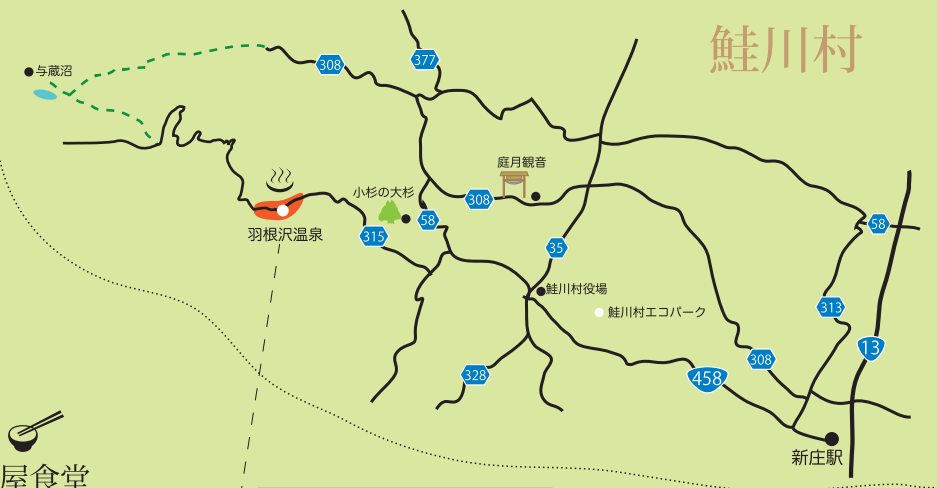 鮭川村
377
308
与蔵沼
庭月観音
小杉の大杉
308
58
58
315
羽根沢温泉
35
鮭川村役場
鮭川村エコパーク
313
13
308
328
458
新庄駅
屋食堂